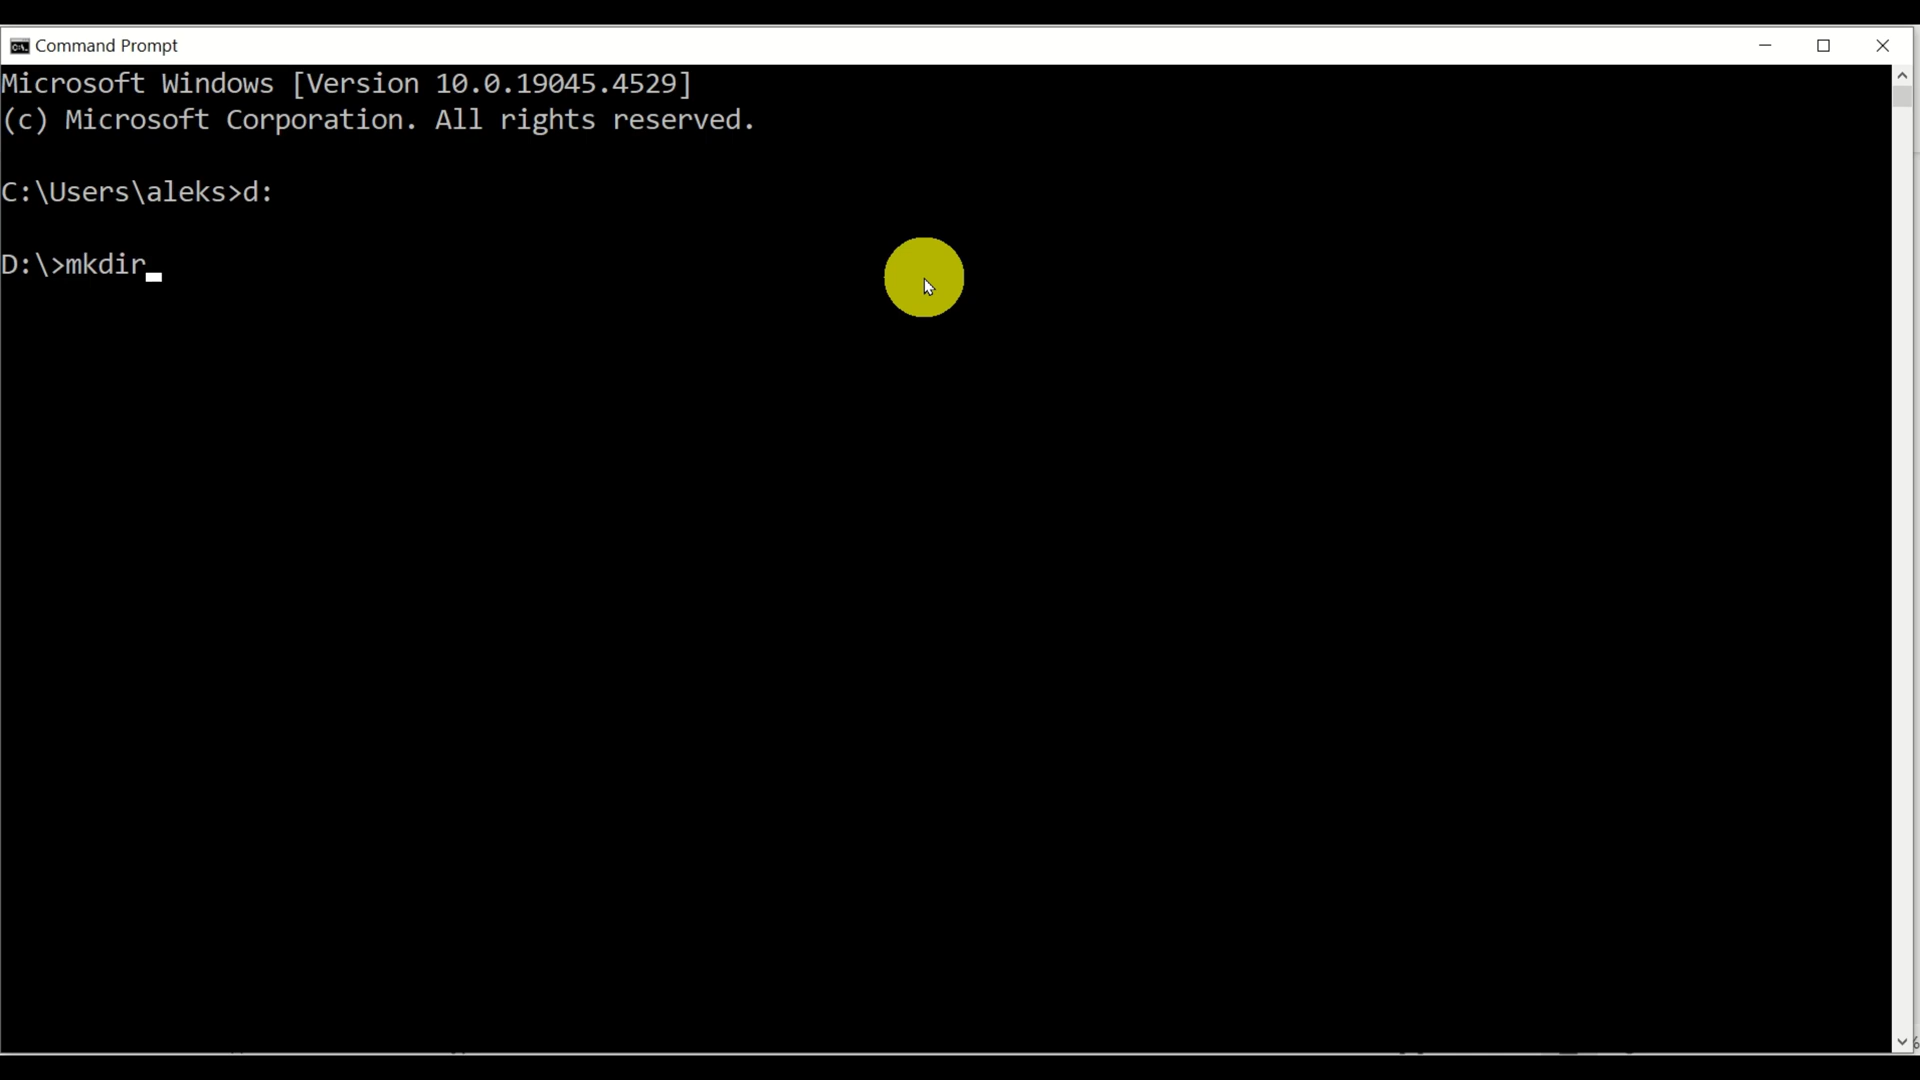 Command Prompt
Microsoft Windows [Version 10.0.19045.4529]
(c) Microsoft Corporation. All rights reserved.
C:\Users\aleks>d:
D:\>mkdir